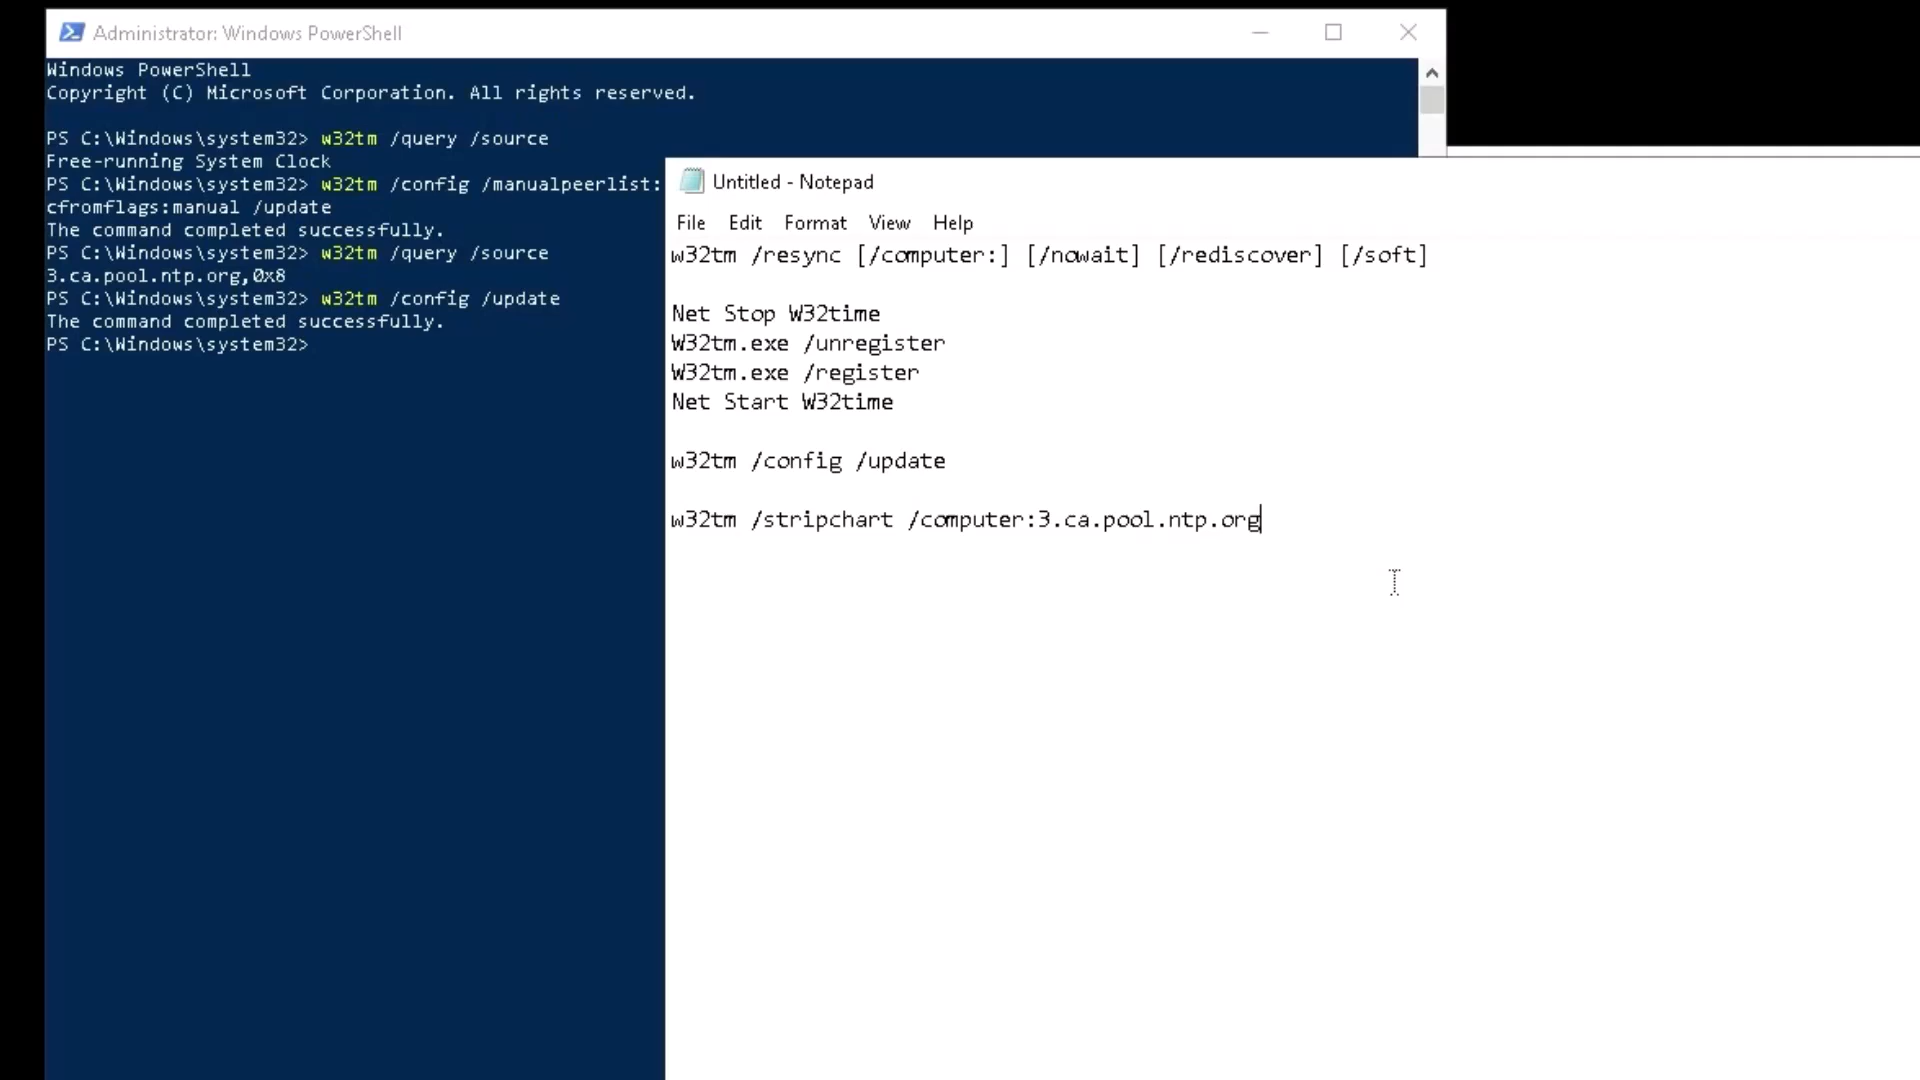 Administrator: Windows PowerShell
Windows PowerShell
Copyright (C) Microsoft Corporation. All rights reserved.
PS C:\Windows\system32> w32tm /query /source
Free-running System Clock
PS C:\Windows\system32> w32tm /config /manualpeerlist:
cfromflags:manual /update
The command completed successfully.
PS C:\Windows\system32> w32tm /query /source
3.ca.pool.ntp.org,0x8
PS C:\Windows\system32> w32tm /config /update
The command completed successfully.
PS C:\Windows\system32>
Untitled - Notepad
File Edit Format View Help
w32tm /resync [/computer:] [/nowait] [/rediscover] [/soft]
Net Stop W32time
W32tm.exe /unregister
W32tm.exe /register
Net Start W32time
w32tm /config /update
w32tm /stripchart /computer:3.ca.pool.ntp.org